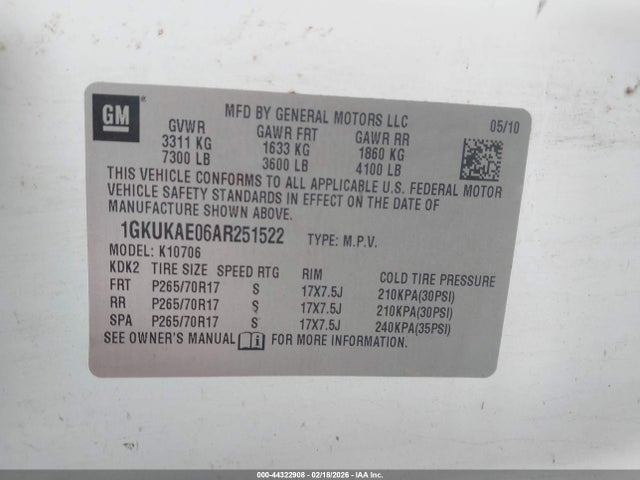 GM
MFD BY GENERAL MOTORS LLC
05/10
GVWR GAWR FRT GAWR RR
3311 KG 1633 KG 1860 KG
7300 LB 3600 LB 4100 LB
THIS VEHICLE CONFORMS TO ALL APPLICABLE U.S. FEDERAL MOTOR
VEHICLE SAFETY STANDARDS IN EFFECT ON THE DATE OF
MANUFACTURE SHOWN ABOVE.
1GKUKAE06AR251522 TYPE: M.P.V.
MODEL: K10706
KDK2 TIRE SIZE SPEED RTG RIM COLD TIRE PRESSURE
FRT P265/70R17 S 17X7.5J 210KPA(30PSI)
RR P265/70R17 S 17X7.5J 210KPA(30PSI)
SPA P265/70R17 S 17X7.5J 240KPA(35PSI)
SEE OWNER'S MANUAL FOR MORE INFORMATION.
000-44322908 - 02/18/2026 - IAA Inc.